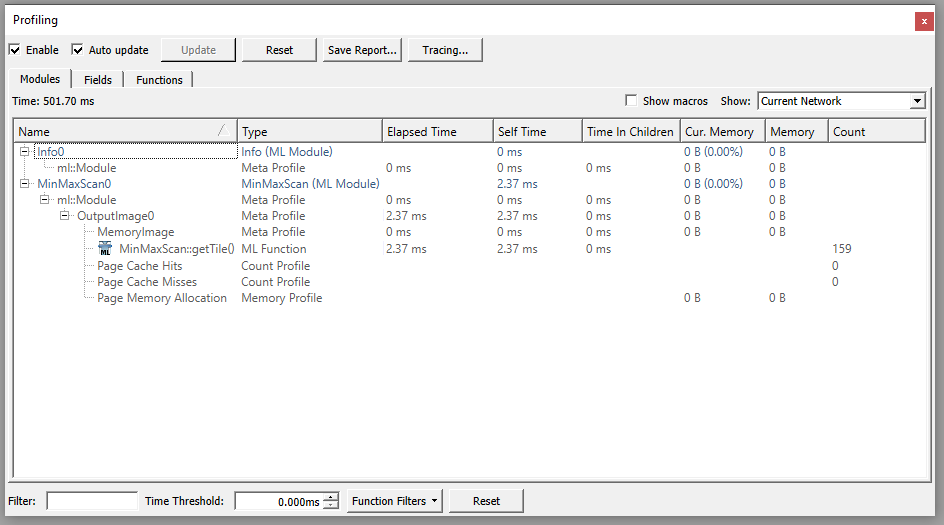 Profiling
Enable Auto update Update Reset Save Report... Tracing...
Modules Fields Functions
Time: 501.70 ms Show macros Show: Current Network
Name Type Elapsed Time Self Time Time In Children Cur. Memory Memory Count
Info0 Info (ML Module) 0 ms 0 B (0.00%) 0 B
ml::Module Meta Profile 0 ms 0 ms 0 ms 0 B 0 B
MinMaxScan0 MinMaxScan (ML Module) 2.37 ms 0 B (0.00%) 0 B
ml::Module Meta Profile 0 ms 0 ms 0 ms 0 B 0 B
OutputImage0 Meta Profile 2.37 ms 2.37 ms 0 ms 0 B 0 B
MemoryImage Meta Profile 0 ms 0 ms 0 ms 0 B 0 B
ML MinMaxScan::getTile() ML Function 2.37 ms 2.37 ms 0 ms 159
Page Cache Hits Count Profile 0
Page Cache Misses Count Profile 0
Page Memory Allocation Memory Profile 0 B 0 B
Filter: Time Threshold: 0.000ms Function Filters Reset